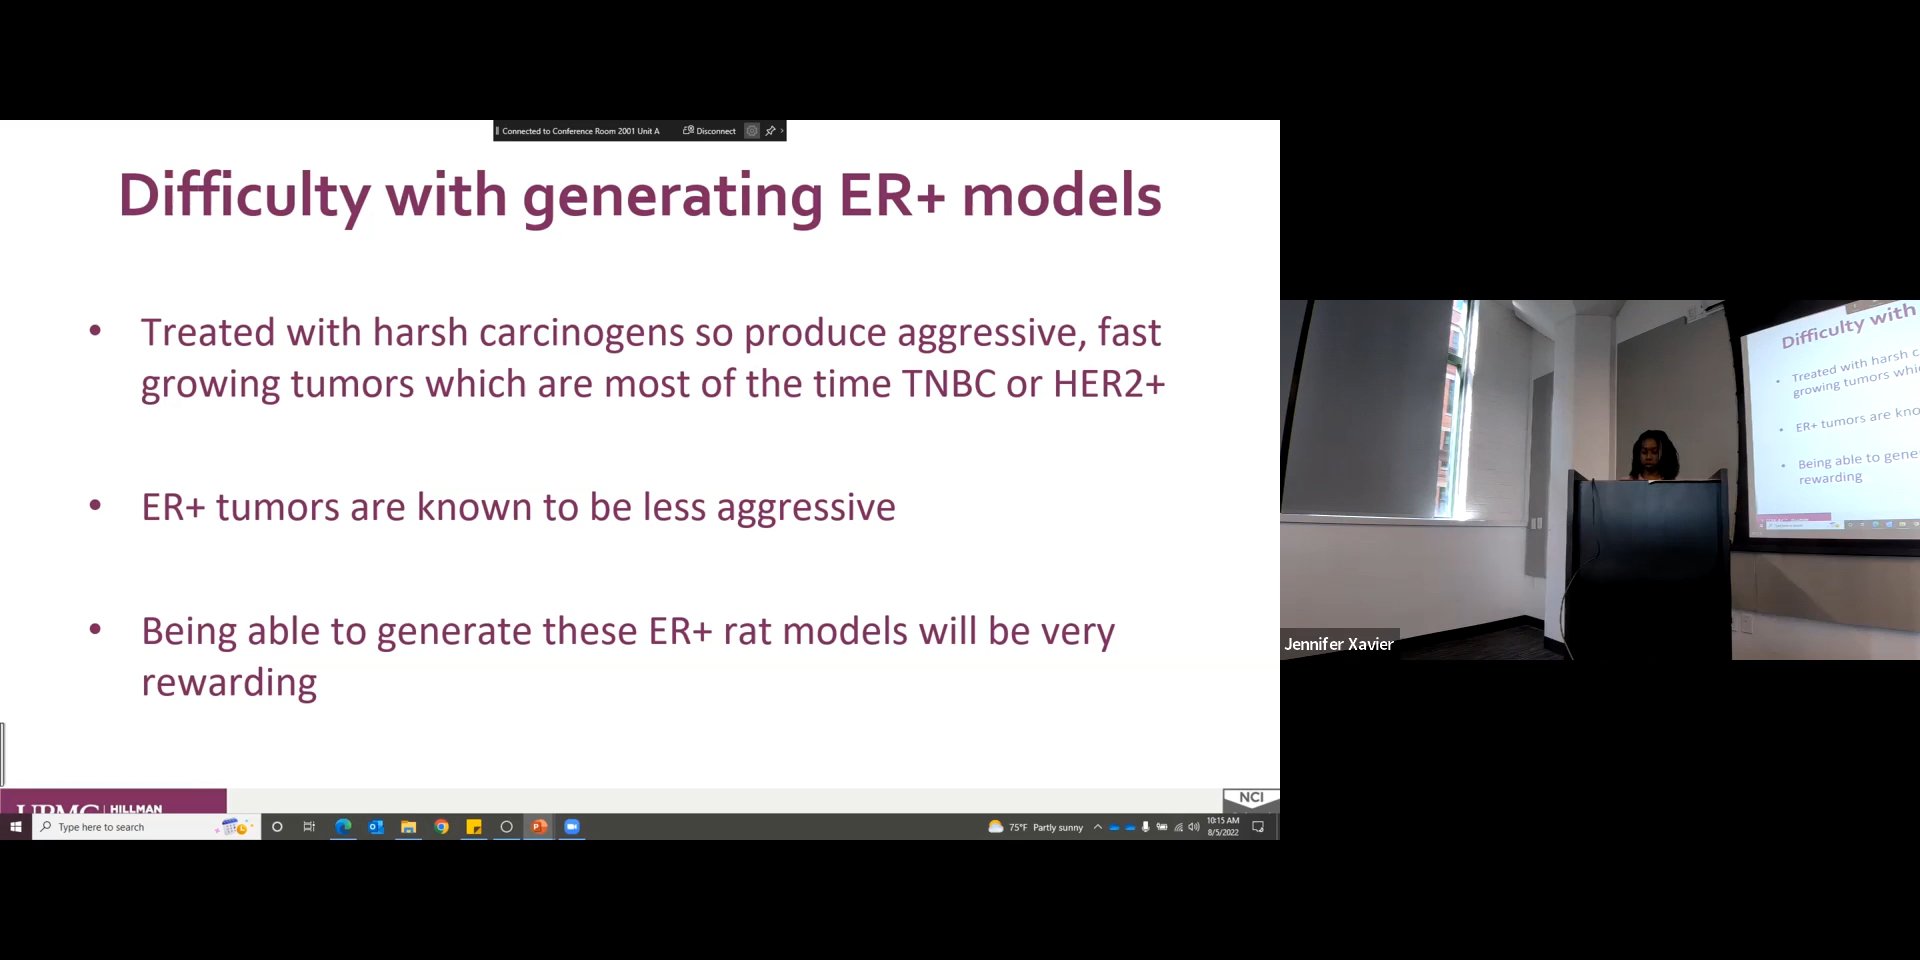 Connected to Conference Room 2001 Unit A
Disconnect
Difficulty with generating ER+ models
• Treated with harsh carcinogens so produce aggressive, fast
growing tumors which are most of the time TNBC or HER2+
• ER+ tumors are known to be less aggressive
• Being able to generate these ER+ rat models will be very
rewarding
UPMC | HILLMAN
NCI
Type here to search
75°F Partly sunny
10:15 AM
8/5/2022
Difficulty with
• Treated with harsh c
growing tumors whi
• ER+ tumors are kno
• Being able to gene
rewarding
Jennifer Xavier